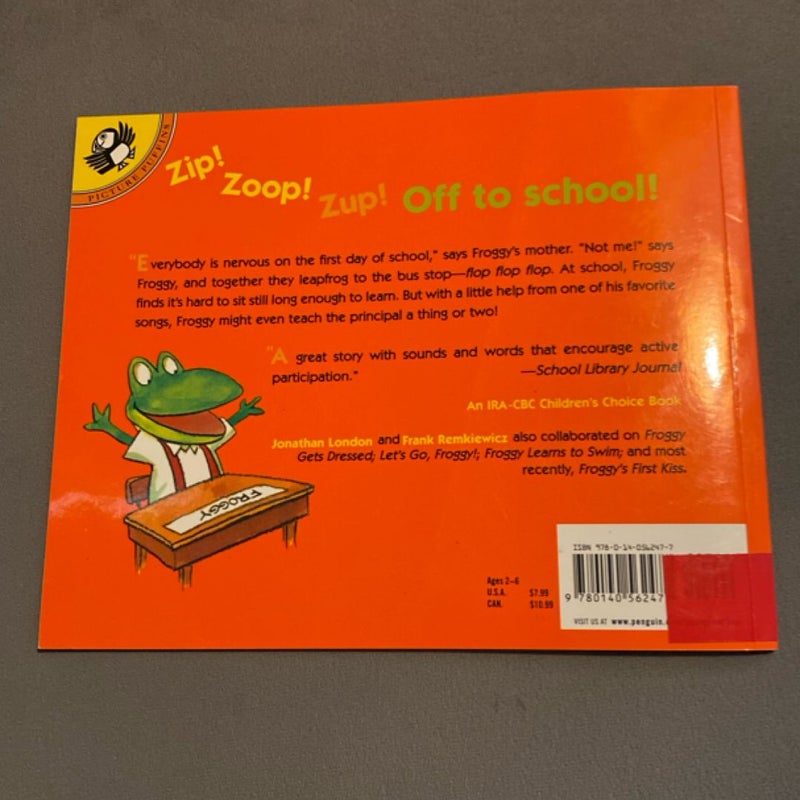 PICTURE PUFFINS
Zip!
Zoop!
Zup! Off to school!
"Everybody is nervous on the first day of school," says Froggy's mother. "Not me!" says
Froggy, and together they leapfrog to the bus stop—flop flop flop. At school, Froggy
finds it's hard to sit still long enough to learn. But with a little help from one of his favorite
songs, Froggy might even teach the principal a thing or two!
"A great story with sounds and words that encourage active
participation."
—School Library Journal
An IRA-CBC Children's Choice Book
Jonathan London and Frank Remkiewicz also collaborated on Froggy
Gets Dressed; Let's Go, Froggy!; Froggy Learns to Swim; and most
recently, Froggy's First Kiss.
FROGGY
Ages 2–6
U.S.A. $7.99
CAN. $10.99
ISBN 978-0-14-056247-7
9 780140 56247
VISIT US AT www.penguin.